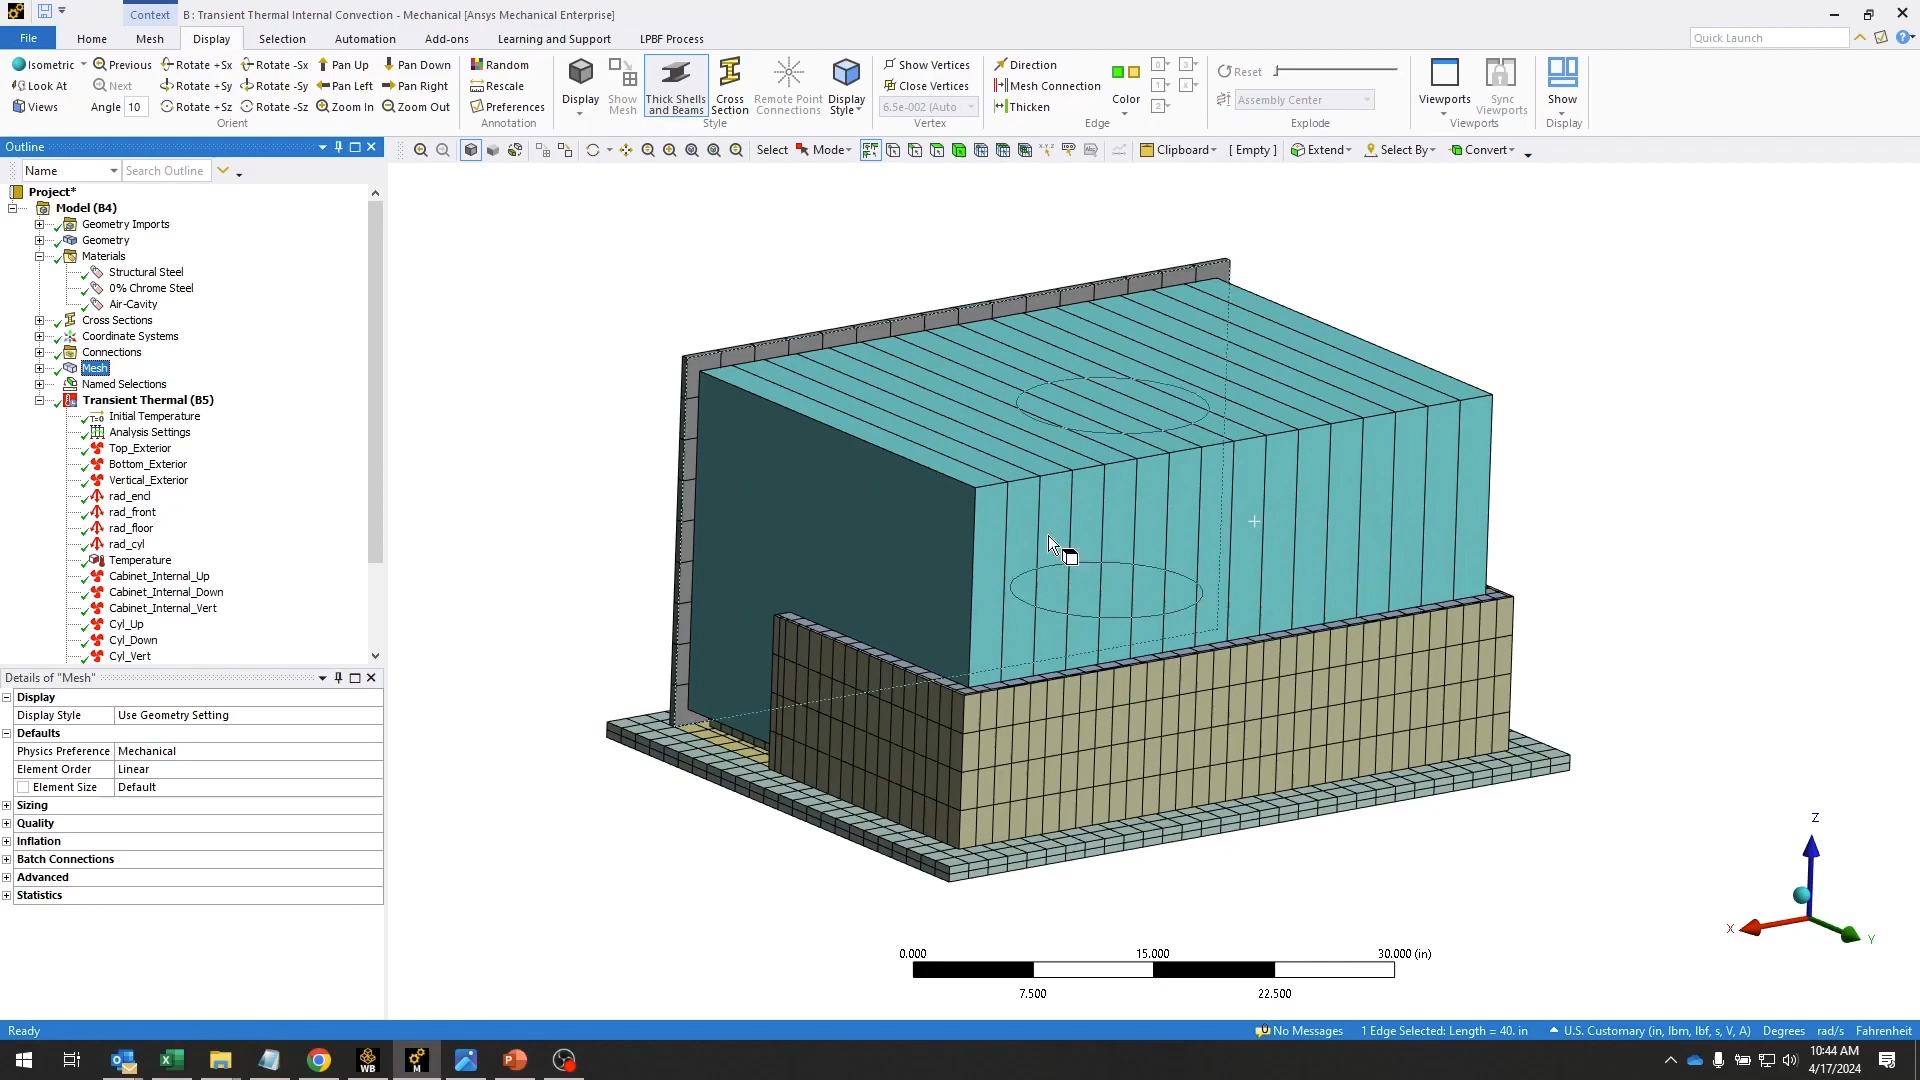 Context
B : Transient Thermal Internal Convection - Mechanical [Ansys Mechanical Enterprise]
File
Home
Mesh
Display
Selection
Automation
Add-ons
Learning and Support
LPBF Process
Quick Launch
Isometric
Previous
Rotate +Sx
Rotate -Sx
Pan Up
Pan Down
Random
Look At
Next
Rotate +Sy
Rotate -Sy
Pan Left
Pan Right
Rescale
Views
Angle 10
Rotate +Sz
Rotate -Sz
Zoom In
Zoom Out
Preferences
Orient
Annotation
Display
Show
Mesh
Thick Shells
and Beams
Cross
Section
Remote Point
Connections
Display
Style
Style
Show Vertices
Close Vertices
6.5e-002 (Auto
Vertex
Direction
Mesh Connection
Thicken
Color
Edge
Reset
Assembly Center
Explode
Viewports
Sync
Viewports
Viewports
Show
Display
Outline
Select
Mode
Clipboard
[ Empty ]
Extend
Select By
Convert
Name
Search Outline
Project*
Model (B4)
Geometry Imports
Geometry
Materials
Structural Steel
0% Chrome Steel
Air-Cavity
Cross Sections
Coordinate Systems
Connections
Mesh
Named Selections
Transient Thermal (B5)
Initial Temperature
Analysis Settings
Top_Exterior
Bottom_Exterior
Vertical_Exterior
rad_encl
rad_front
rad_floor
rad_cyl
Temperature
Cabinet_Internal_Up
Cabinet_Internal_Down
Cabinet_Internal_Vert
Cyl_Up
Cyl_Down
Cyl_Vert
Details of "Mesh"
Display
Display Style Use Geometry Setting
Defaults
Physics Preference Mechanical
Element Order Linear
Element Size Default
Sizing
Quality
Inflation
Batch Connections
Advanced
Statistics
Z
X
Y
0.000
15.000
30.000 (in)
7.500
22.500
Ready
No Messages
1 Edge Selected: Length = 40. in
U.S. Customary (in, lbm, lbf, s, V, A)
Degrees
rad/s
Fahrenheit
WB
M
10:44 AM
4/17/2024